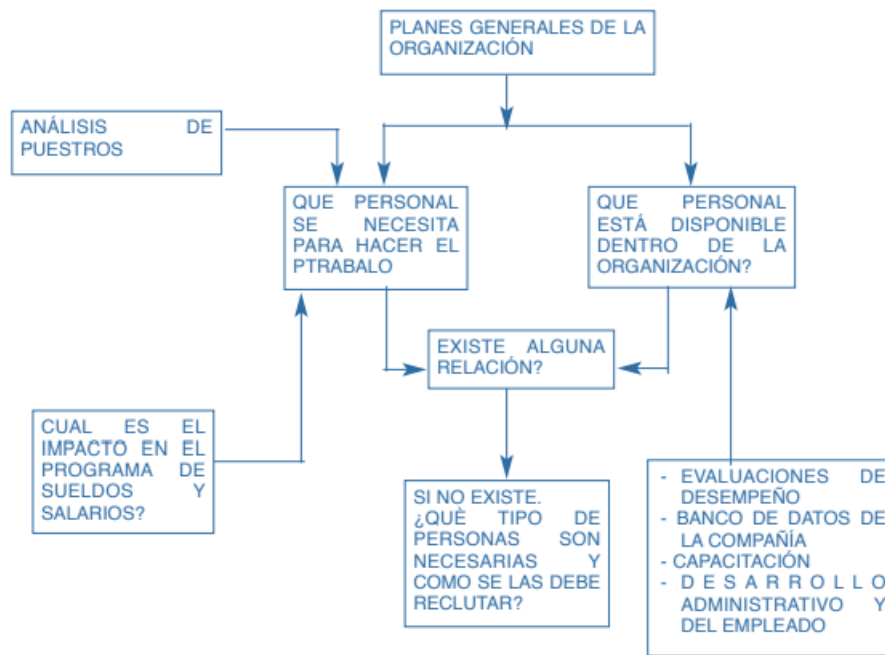 PLANES GENERALES DE LA
ORGANIZACIÓN
ANÁLISIS DE
PUESTROS
QUE PERSONAL
SE NECESITA
PARA HACER EL
PTRABALO
QUE PERSONAL
ESTÁ DISPONIBLE
DENTRO DE LA
ORGANIZACIÓN?
EXISTE ALGUNA
RELACIÓN?
CUAL ES EL
IMPACTO EN EL
PROGRAMA DE
SUELDOS Y
SALARIOS?
SI NO EXISTE.
¿QUÈ TIPO DE
PERSONAS SON
NECESARIAS Y
COMO SE LAS DEBE
RECLUTAR?
- EVALUACIONES DE
DESEMPEÑO
- BANCO DE DATOS DE
LA COMPAÑÍA
- CAPACITACIÓN
- DESARROLLO
ADMINISTRATIVO Y
DEL EMPLEADO